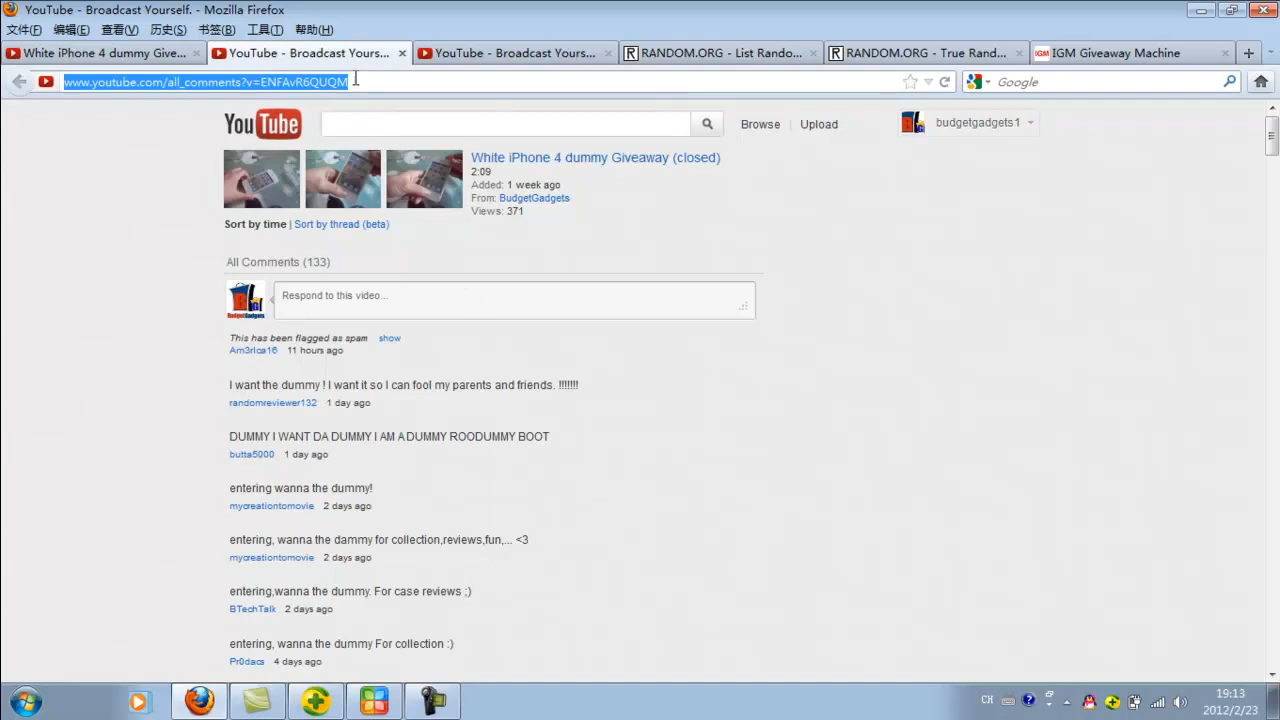 YouTube - Broadcast Yourself. - Mozilla Firefox
文件(F) 编辑(E) 查看(V) 历史(S) 书签(B) 工具(T) 帮助(H)
White iPhone 4 dummy Give... YouTube - Broadcast Yours... YouTube - Broadcast Yours... RANDOM.ORG - List Rando... RANDOM.ORG - True Rand... IGM IGM Giveaway Machine
www.youtube.com/all_comments?v=ENFAvR6QUQM Google
YouTube Browse | Upload budgetgadgets1
White iPhone 4 dummy Giveaway (closed)
2:09
Added: 1 week ago
From: BudgetGadgets
Views: 371
Sort by time | Sort by thread (beta)
All Comments (133)
Respond to this video...
BudgetGadgets
This has been flagged as spam show
Am3rIca16 11 hours ago
I want the dummy ! I want it so I can fool my parents and friends. !!!!!!!
randomreviewer132 1 day ago
DUMMY I WANT DA DUMMY I AM A DUMMY ROODUMMY BOOT
butta5000 1 day ago
entering wanna the dummy!
mycreationtomovie 2 days ago
entering, wanna the dammy for collection,reviews,fun,... <3
mycreationtomovie 2 days ago
entering,wanna the dummy. For case reviews ;)
BTechTalk 2 days ago
entering, wanna the dummy For collection :)
Pr0dacs 4 days ago
CH 19:13
2012/2/23